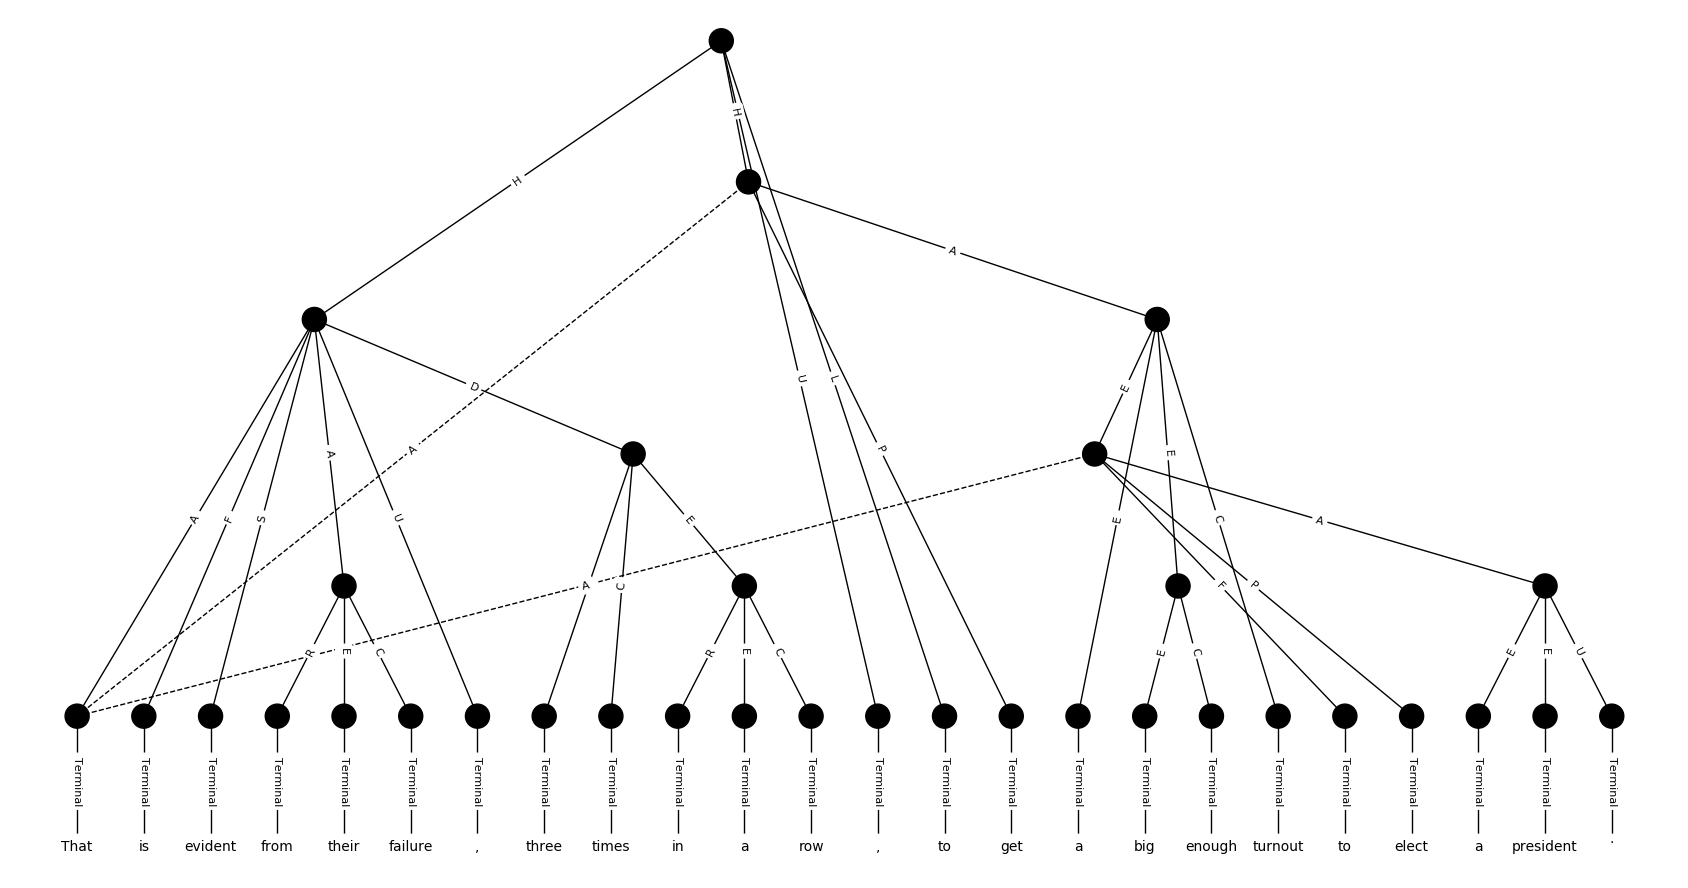 H
H
A
D
U
L
E
A
A
P
E
A
F
S
U
E
E
C
A
A
C
F
P
R
E
C
R
E
C
E
C
E
E
U
Terminal Terminal Terminal Terminal Terminal Terminal Terminal Terminal Terminal Terminal Terminal Terminal Terminal Terminal Terminal Terminal Terminal Terminal Terminal Terminal Terminal Terminal Terminal Terminal
That is evident from their failure , three times in a row , to get a big enough turnout to elect a president .